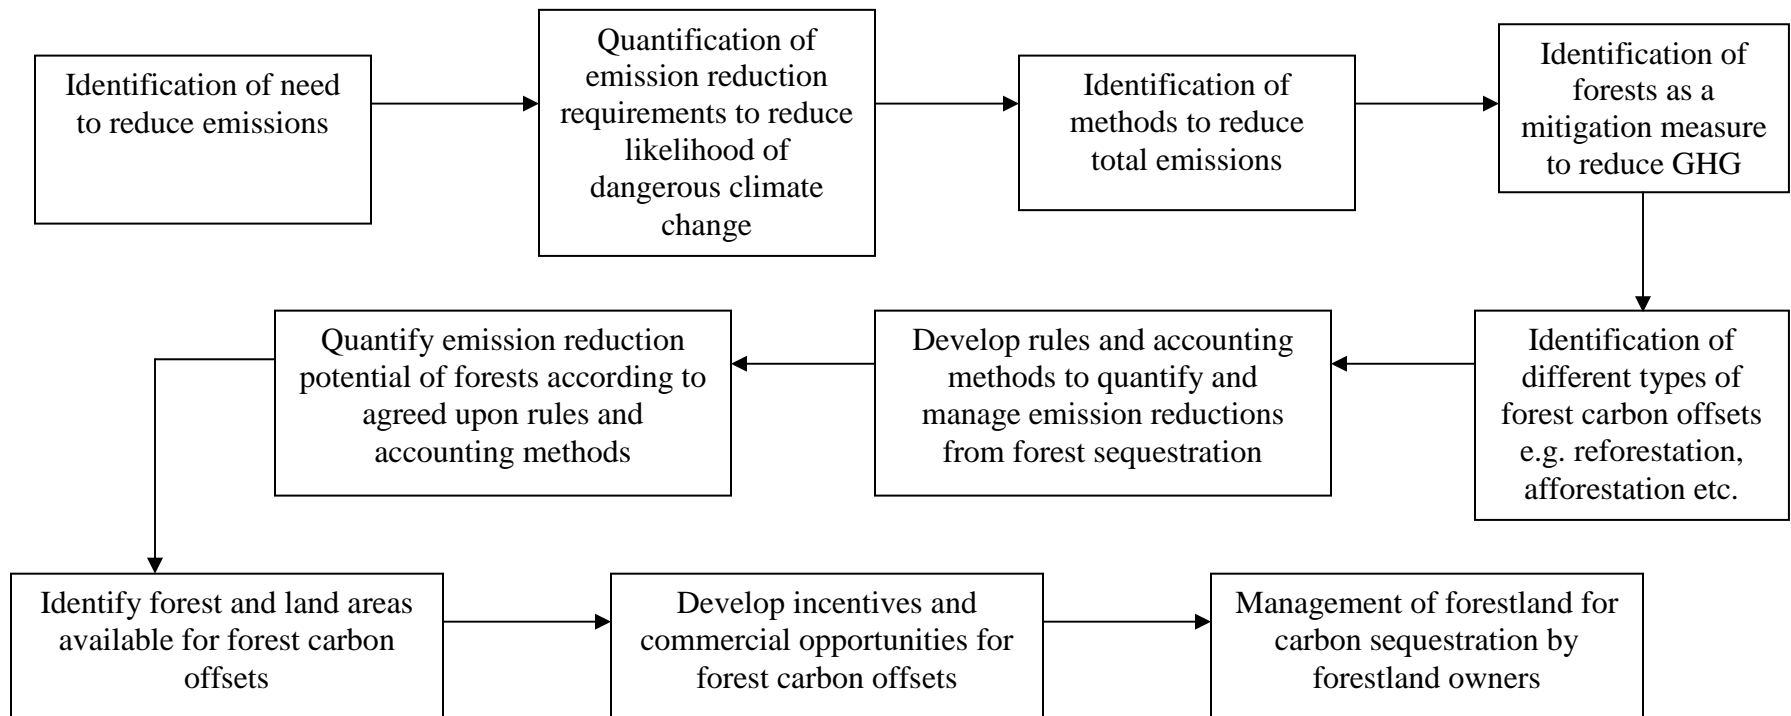 Identification of need
to reduce emissions
Quantification of
emission reduction
requirements to reduce
likelihood of
dangerous climate
change
Identification of
methods to reduce
total emissions
Identification of
forests as a
mitigation measure
to reduce GHG
Identification of
different types of
forest carbon offsets
e.g. reforestation,
afforestation etc.
Develop rules and accounting
methods to quantify and
manage emission reductions
from forest sequestration
Quantify emission reduction
potential of forests according to
agreed upon rules and
accounting methods
Identify forest and land areas
available for forest carbon
offsets
Develop incentives and
commercial opportunities for
forest carbon offsets
Management of forestland for
carbon sequestration by
forestland owners